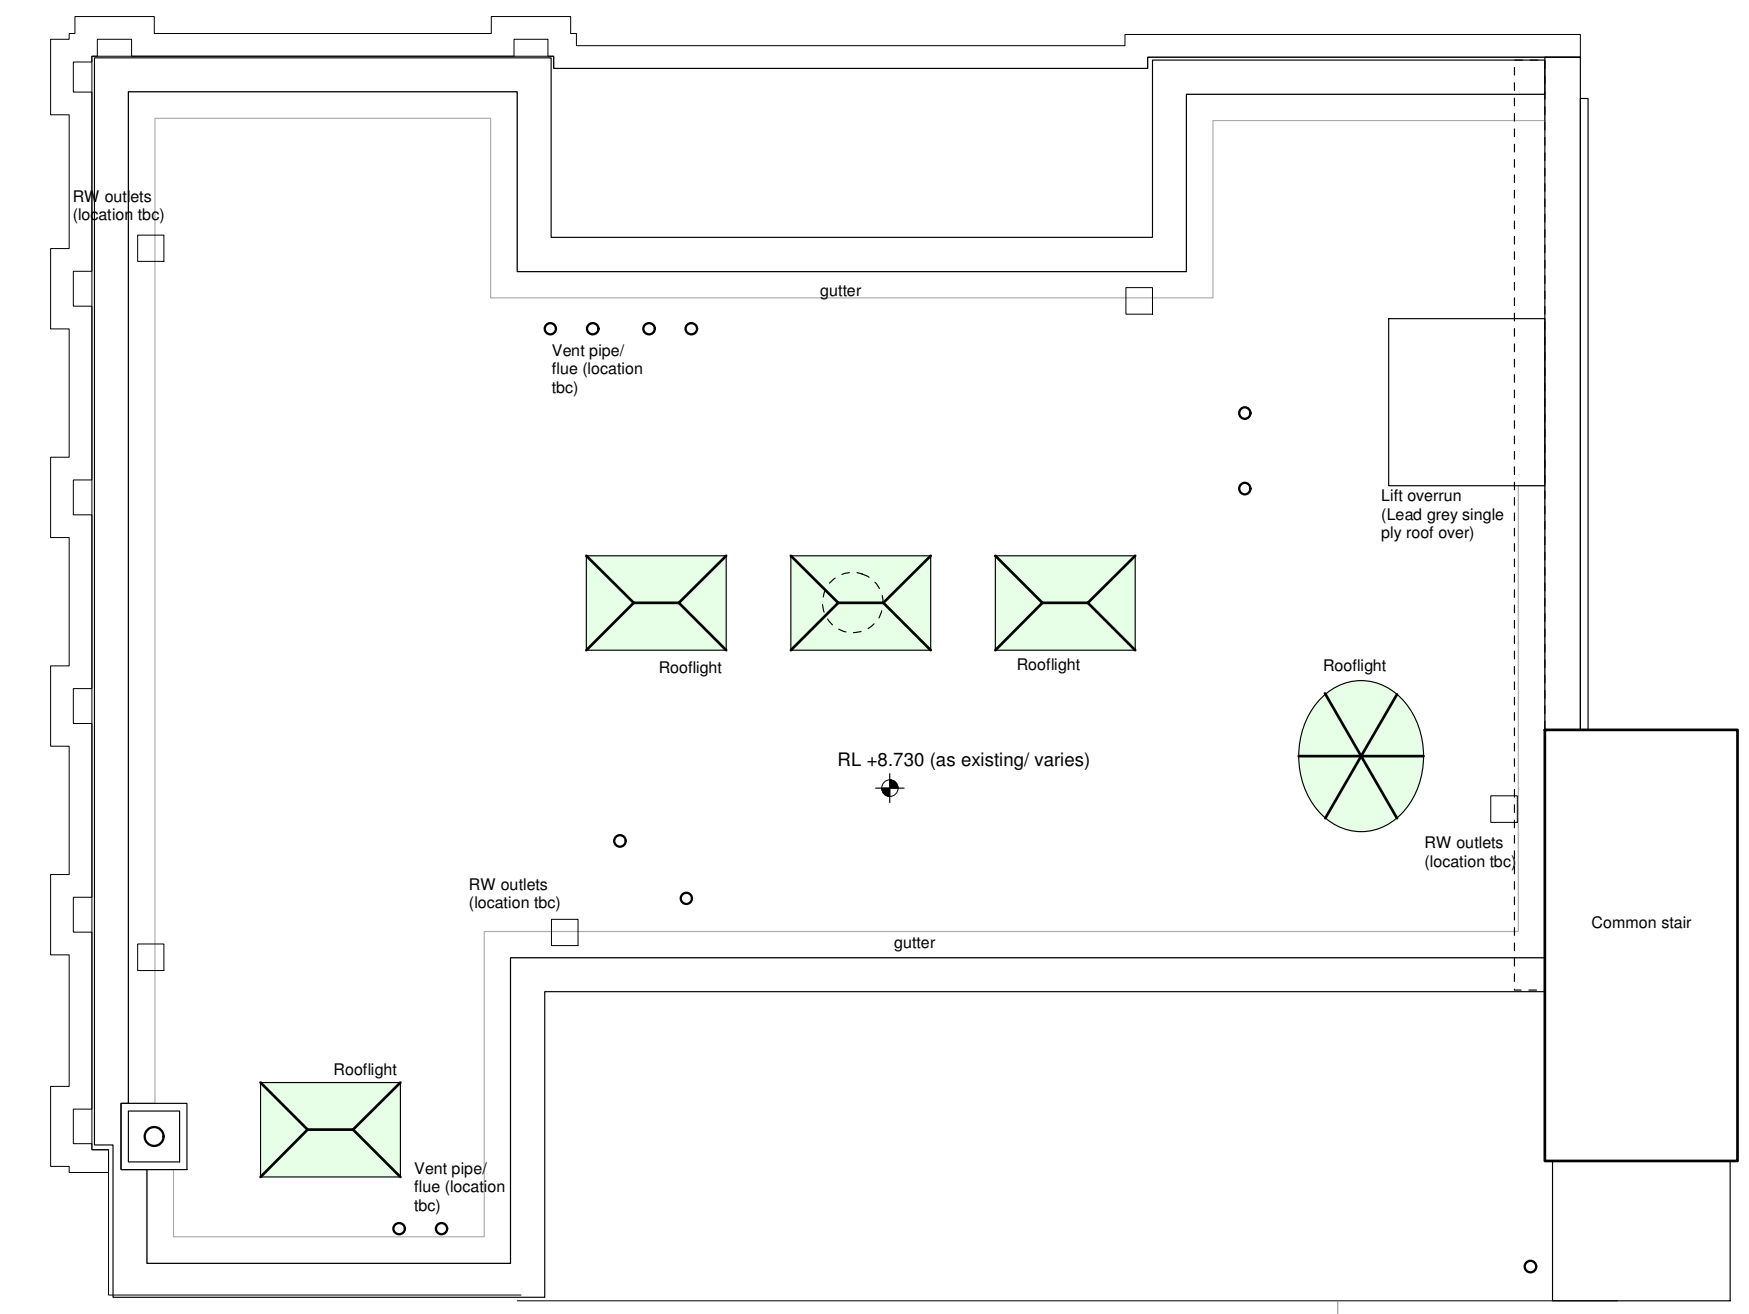 RW outlets
(location tbc)
gutter
Vent pipe/
flue (location
tbc)
Lift overrun
(Lead grey single
ply roof over)
Rooflight
Rooflight
Rooflight
RL +8.730 (as existing/ varies)
RW outlets
(location tbc)
RW outlets
(location tbc)
Common stair
gutter
Rooflight
Vent pipe/
flue (location
tbc)